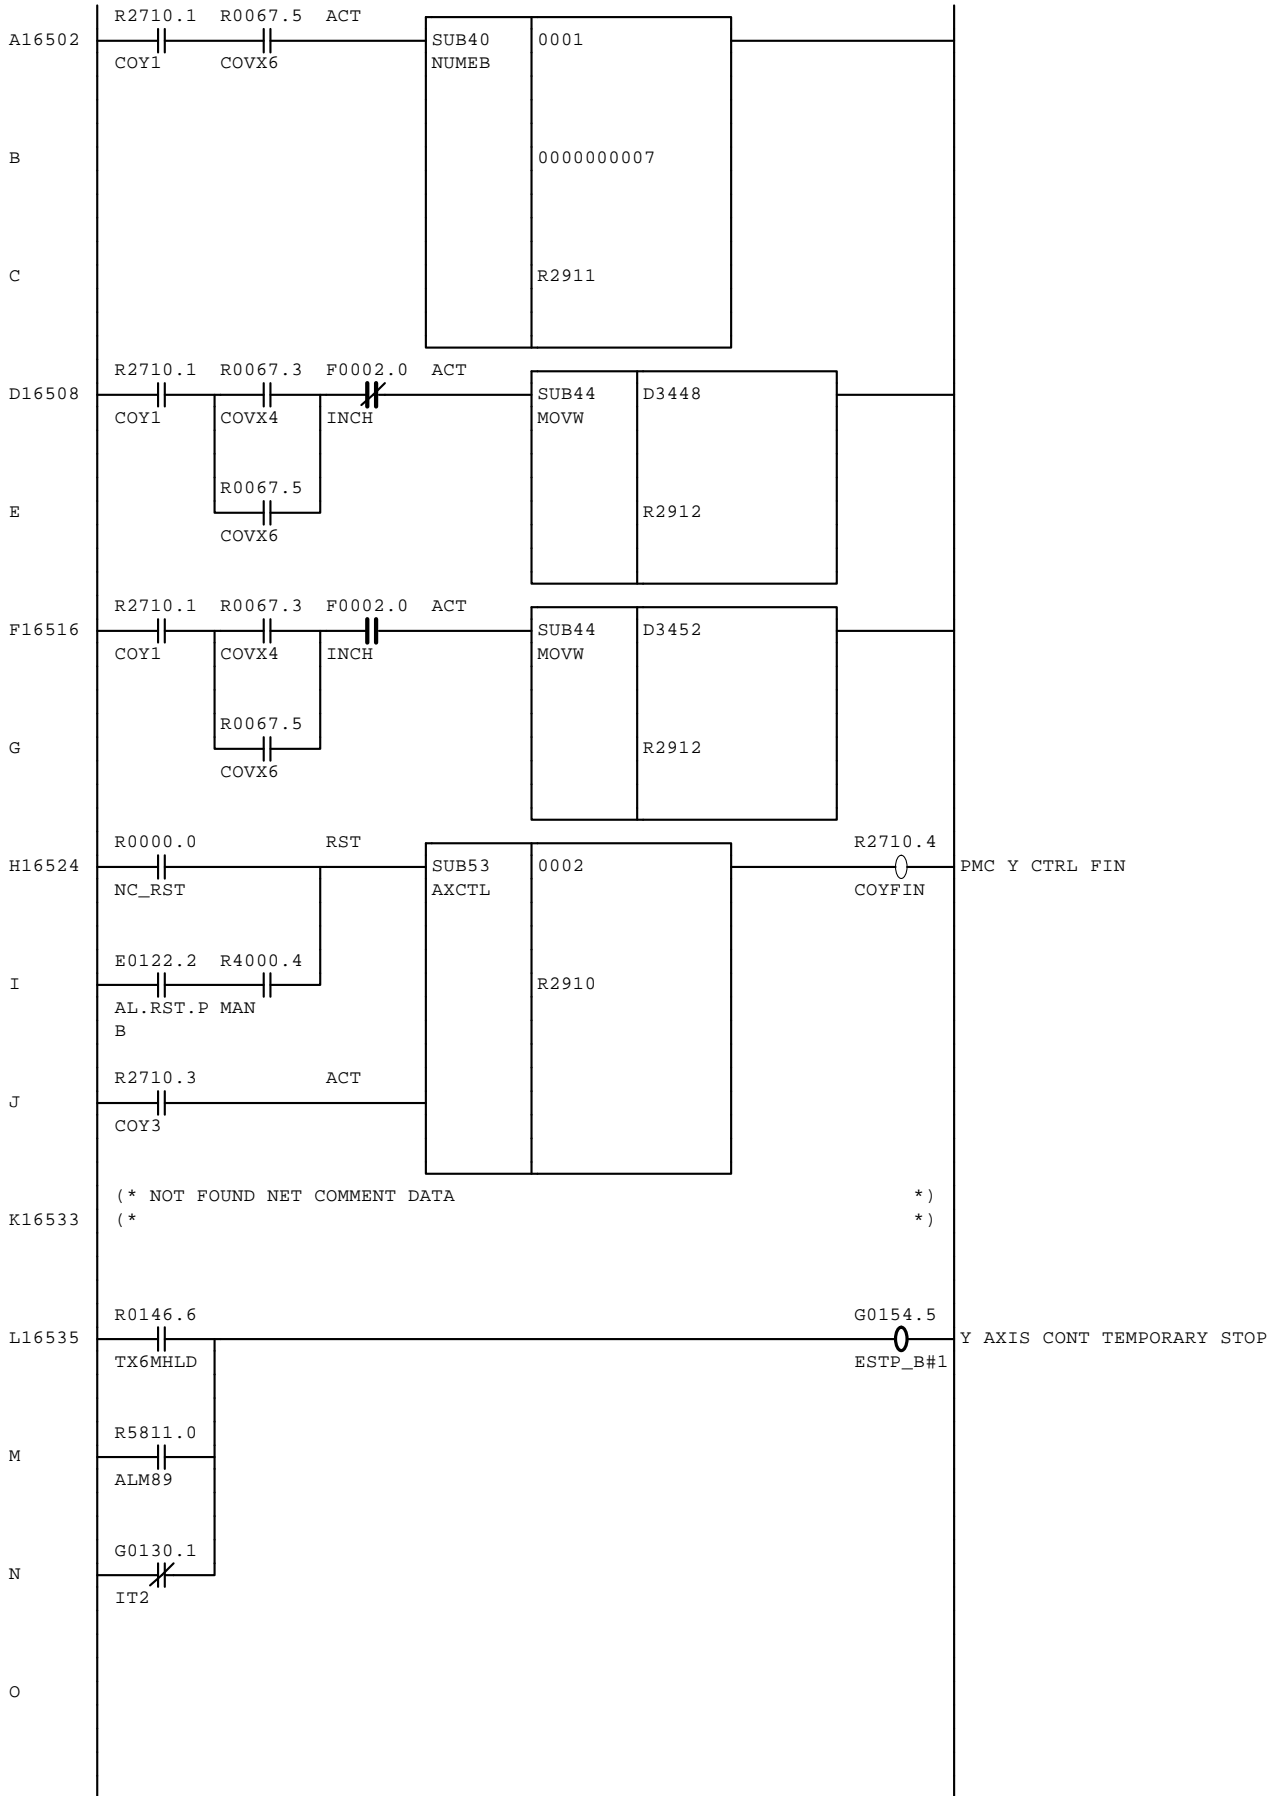 R2710.1 R0067.5 ACT
A16502 SUB40 0001
COY1 COVX6 NUMEB
B 0000000007
C R2911
R2710.1 R0067.3 F0002.0 ACT
D16508 SUB44 D3448
COY1 COVX4 INCH MOVW
R0067.5
E R2912
COVX6
R2710.1 R0067.3 F0002.0 ACT
F16516 SUB44 D3452
COY1 COVX4 INCH MOVW
R0067.5
G R2912
COVX6
R0000.0 RST R2710.4
H16524 SUB53 0002 PMC Y CTRL FIN
NC_RST AXCTL COYFIN
E0122.2 R4000.4
I R2910
AL.RST.P MAN
B
R2710.3 ACT
J
COY3
(* NOT FOUND NET COMMENT DATA *)
K16533 (* *)
R0146.6 G0154.5
L16535 Y AXIS CONT TEMPORARY STOP
TX6MHLD ESTP_B#1
R5811.0
M
ALM89
G0130.1
N
IT2
O